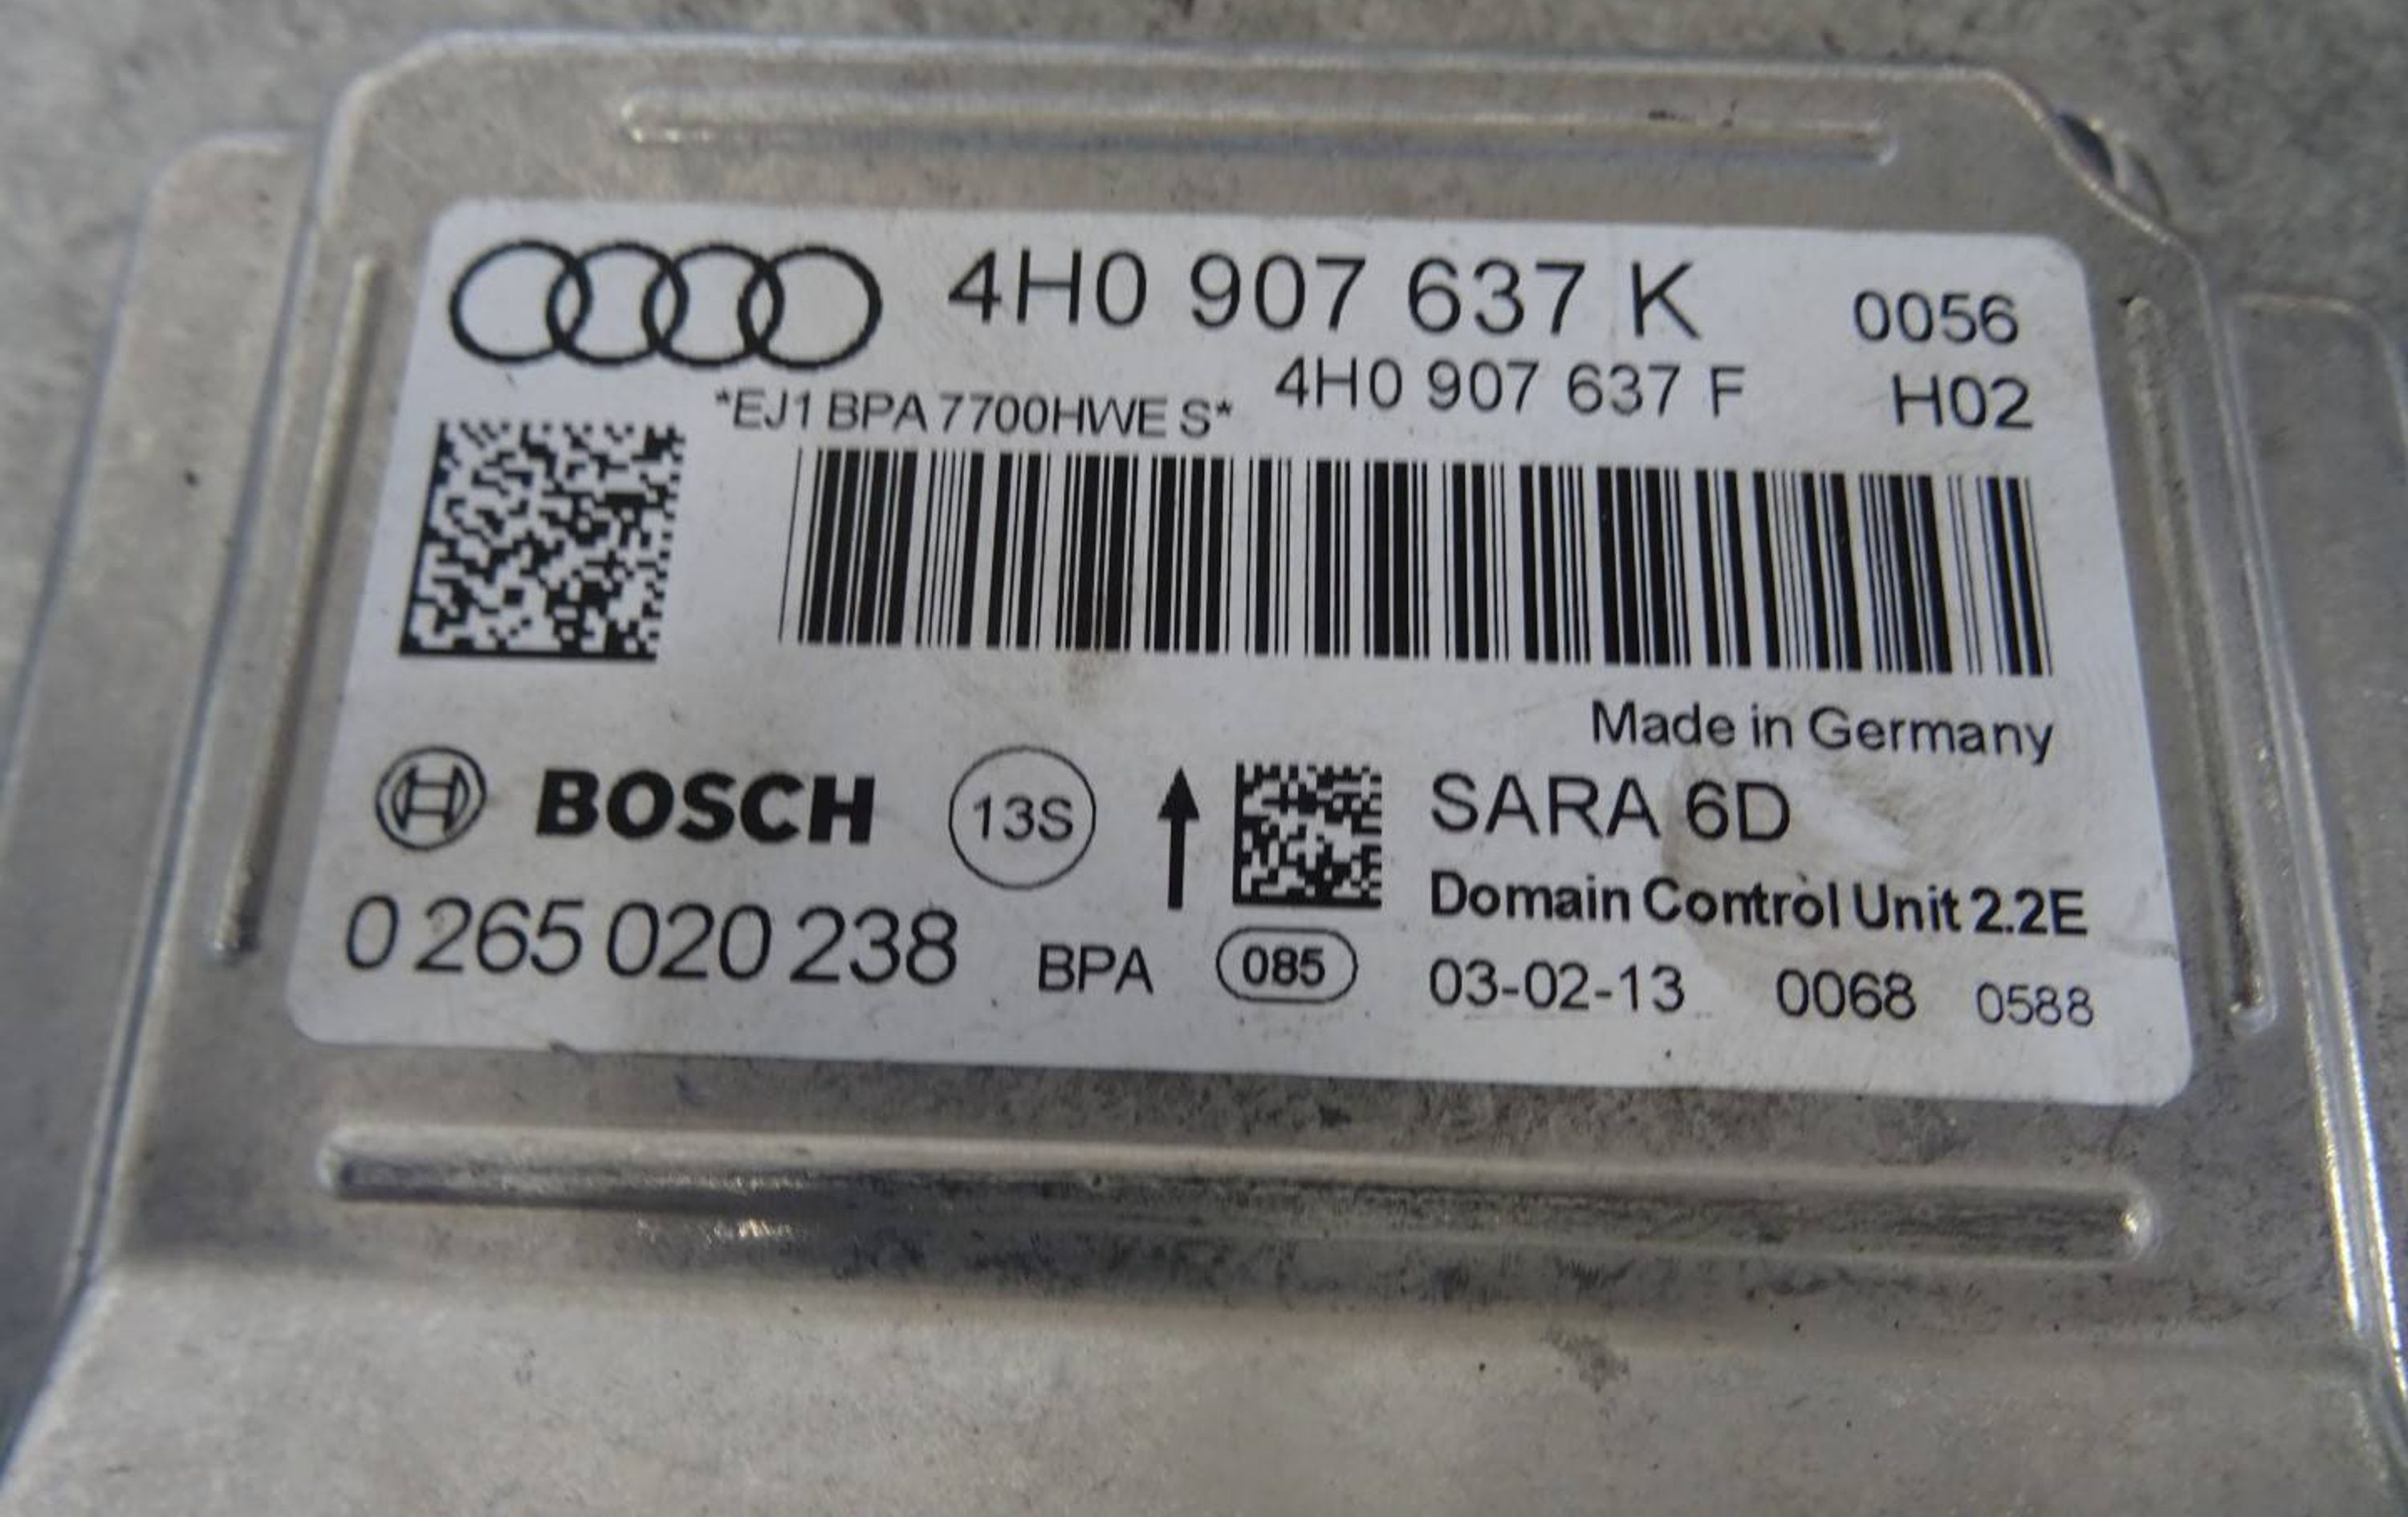 4H0 907 637 K 0056
*EJ1 BPA 7700HWE S* 4H0 907 637 F H02
Made in Germany
BOSCH 13S SARA 6D
Domain Control Unit 2.2E
0 265 020 238 BPA 085 03-02-13 0068 0588